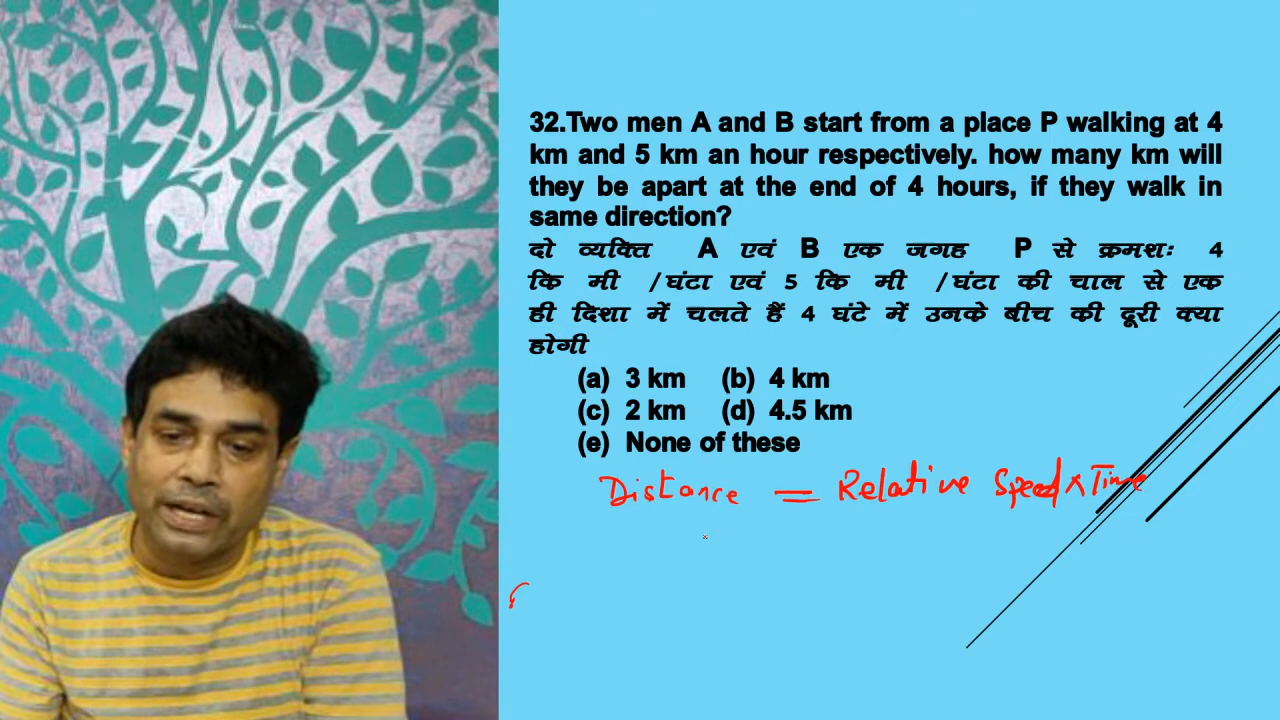 32.Two men A and B start from a place P walking at 4
km and 5 km an hour respectively. how many km will
they be apart at the end of 4 hours, if they walk in
same direction?
दो व्यक्ति A एवं B एक जगह P से क्रमशः 4
कि मी /घंटा एवं 5 कि मी /घंटा की चाल से एक
ही दिशा में चलते हैं 4 घंटे में उनके बीच की दूरी क्या
होगी
(a) 3 km (b) 4 km
(c) 2 km (d) 4.5 km
(e) None of these
Distance = Relative Speed × Time